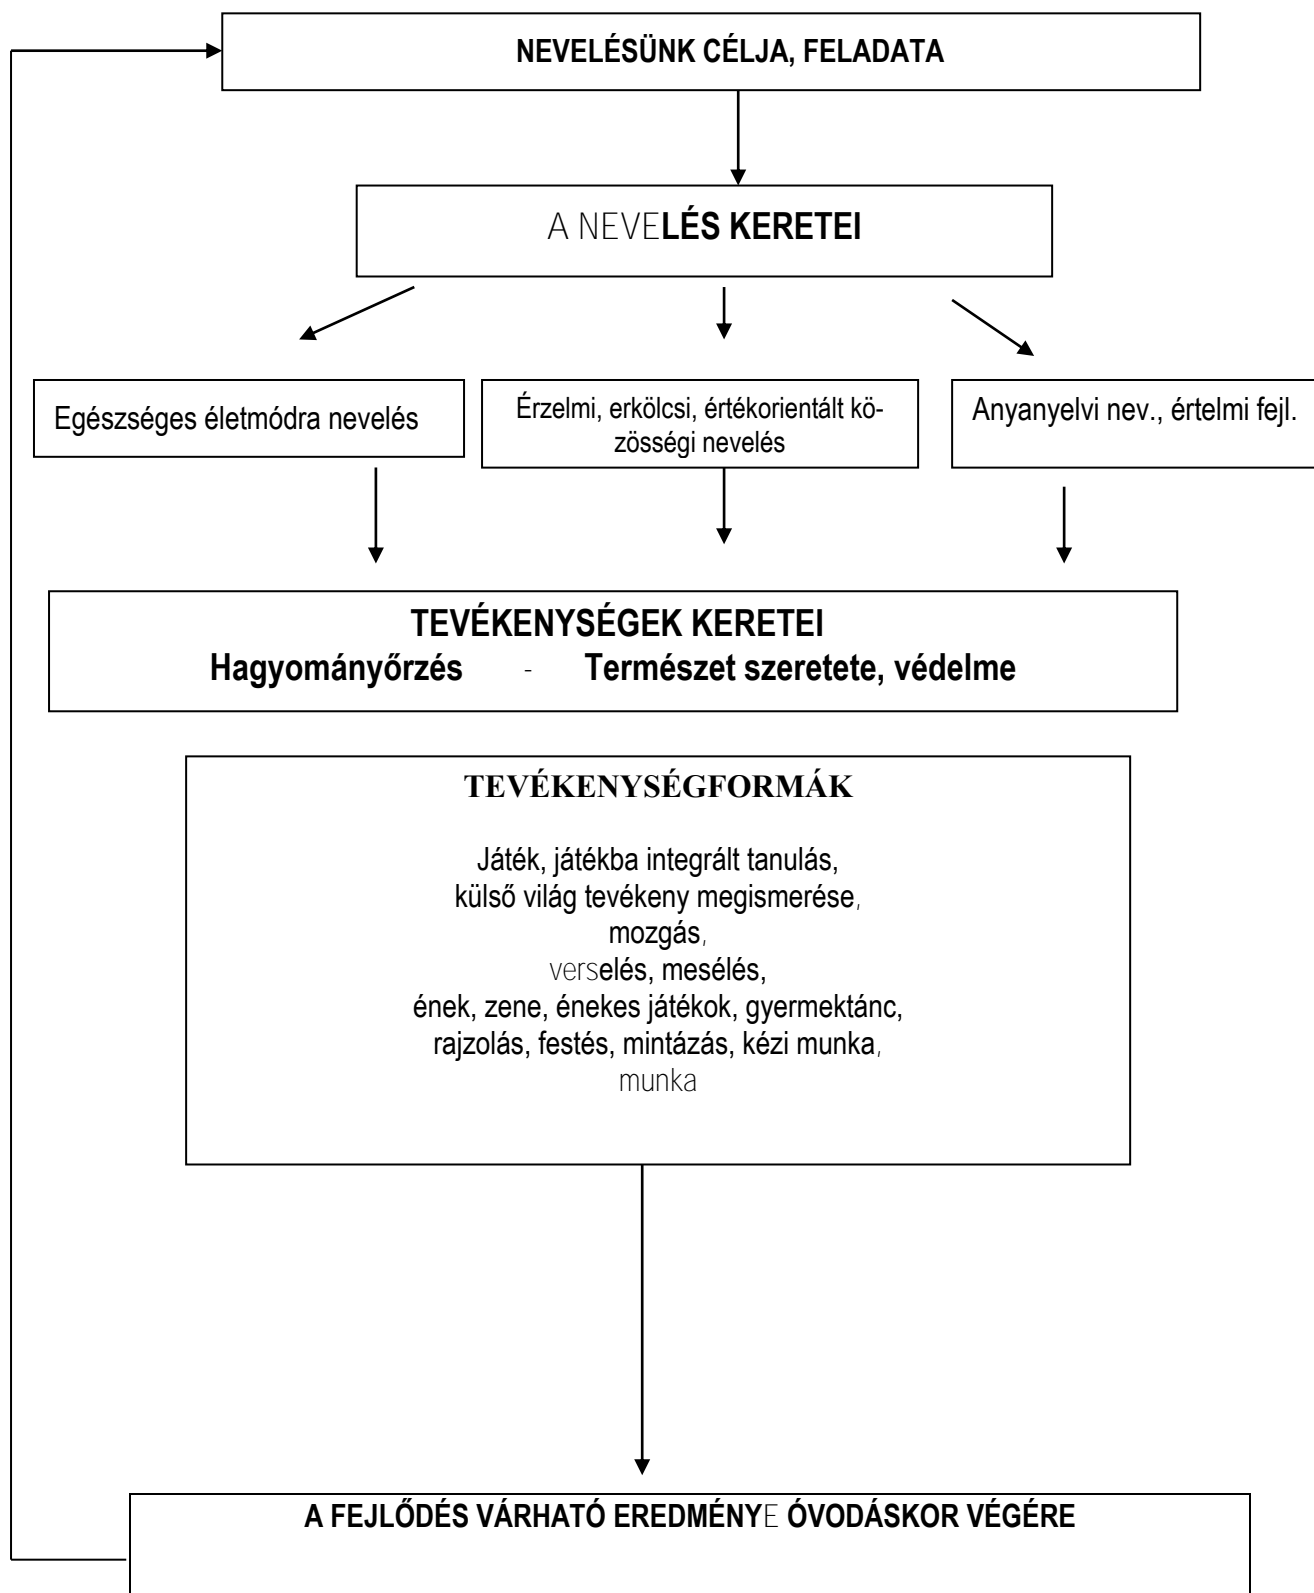 NEVELÉSÜNK CÉLJA, FELADATA
A NEVELÉS KERETEI
Egészséges életmódra nevelés
Érzelmi, erkölcsi, értékorientált kö-
zösségi nevelés
Anyanyelvi nev., értelmi fejl.
TEVÉKENYSÉGEK KERETEI
Hagyományőrzés - Természet szeretete, védelme
TEVÉKENYSÉGFORMÁK
Játék, játékba integrált tanulás,
külső világ tevékeny megismerése,
mozgás,
verselés, mesélés,
ének, zene, énekes játékok, gyermektánc,
rajzolás, festés, mintázás, kézi munka,
munka
A FEJLŐDÉS VÁRHATÓ EREDMÉNYE ÓVODÁSKOR VÉGÉRE